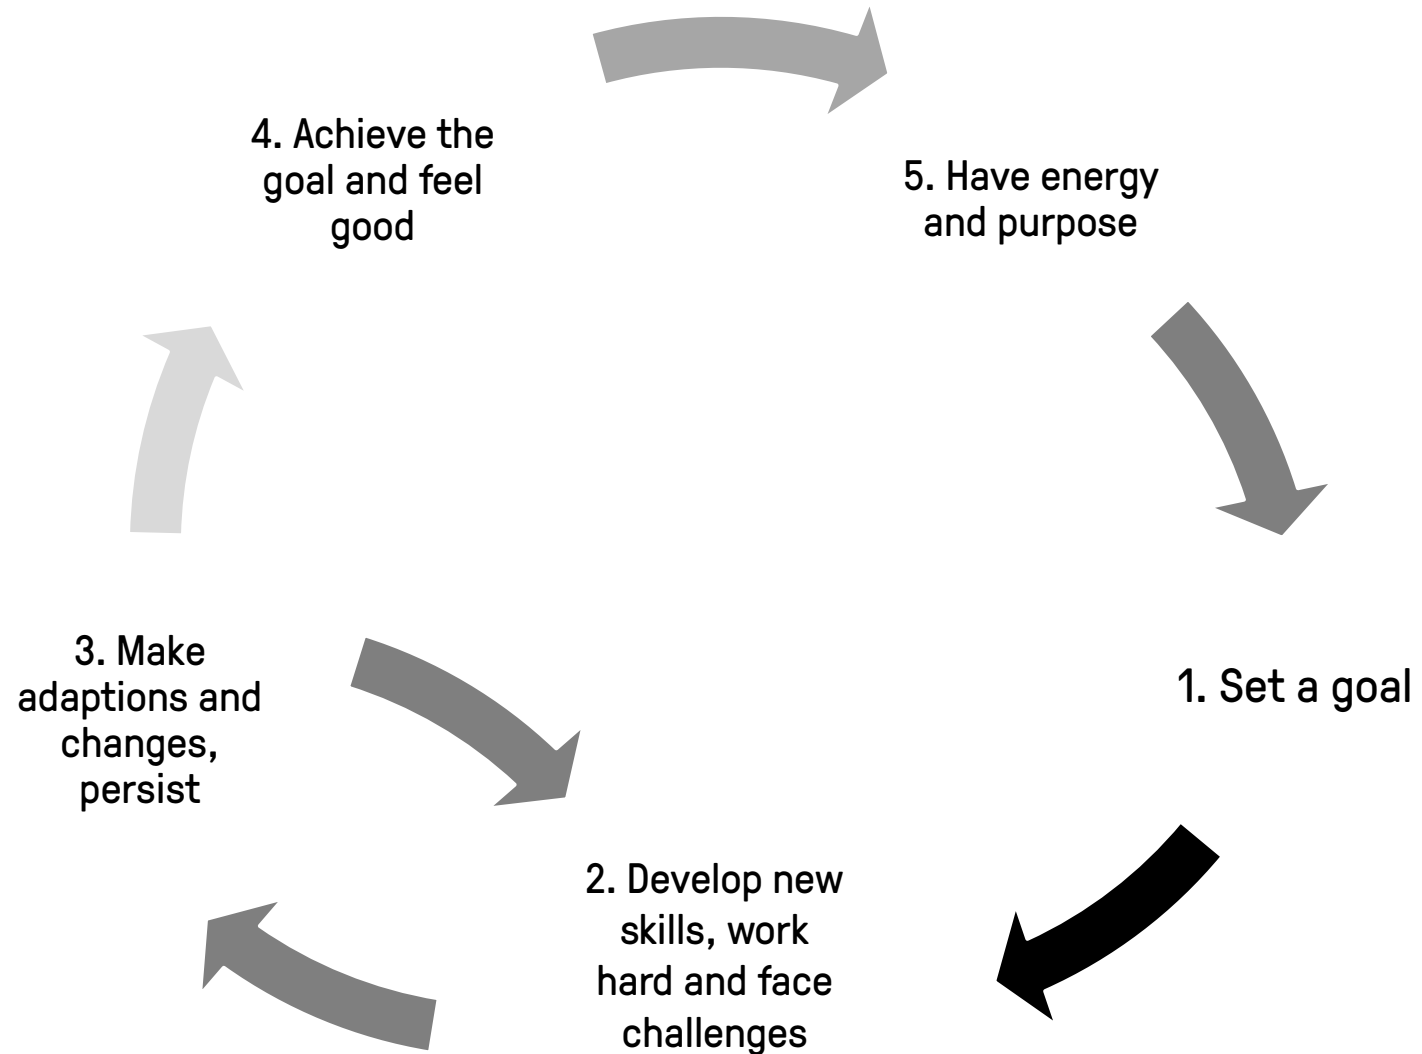 4. Achieve the
goal and feel
good
5. Have energy
and purpose
3. Make
adaptions and
changes,
persist
1. Set a goal
2. Develop new
skills, work
hard and face
challenges